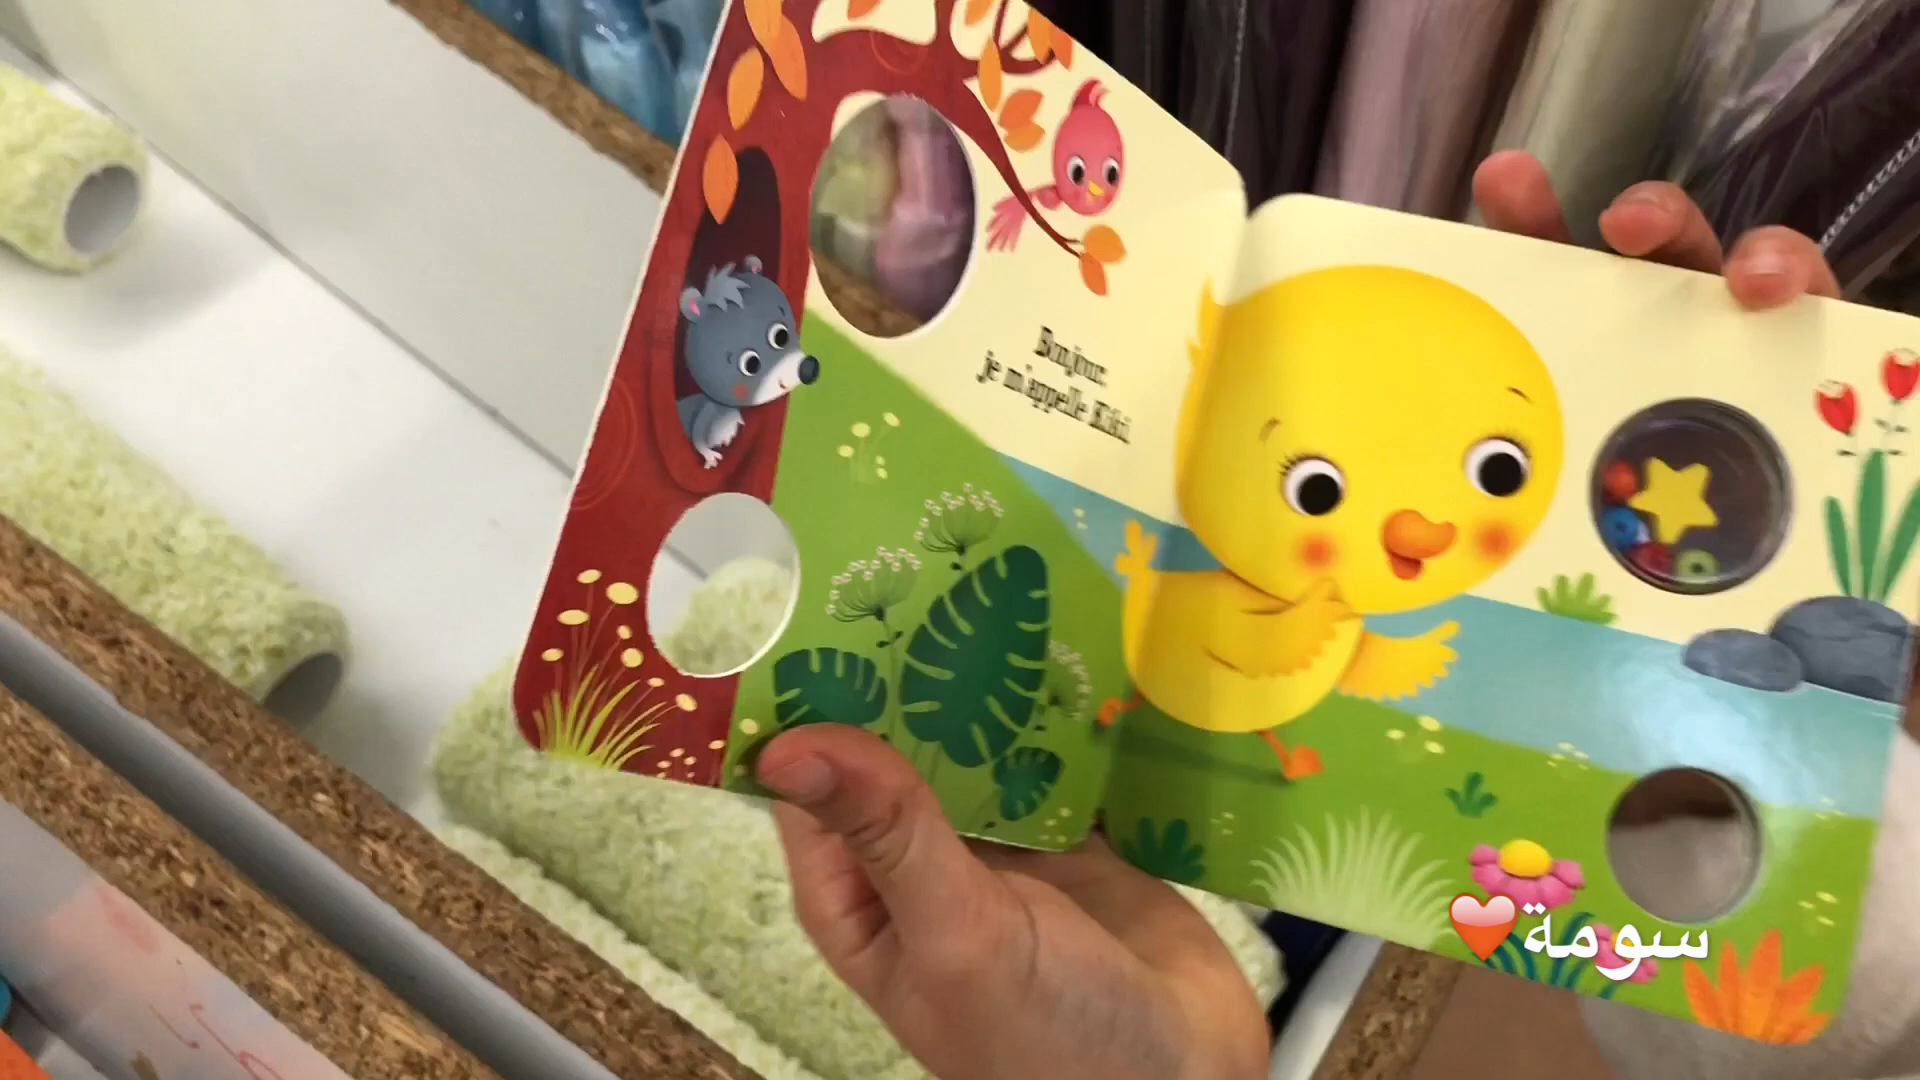 Bonjour,
je m'appelle Kiki.
سومة❤️